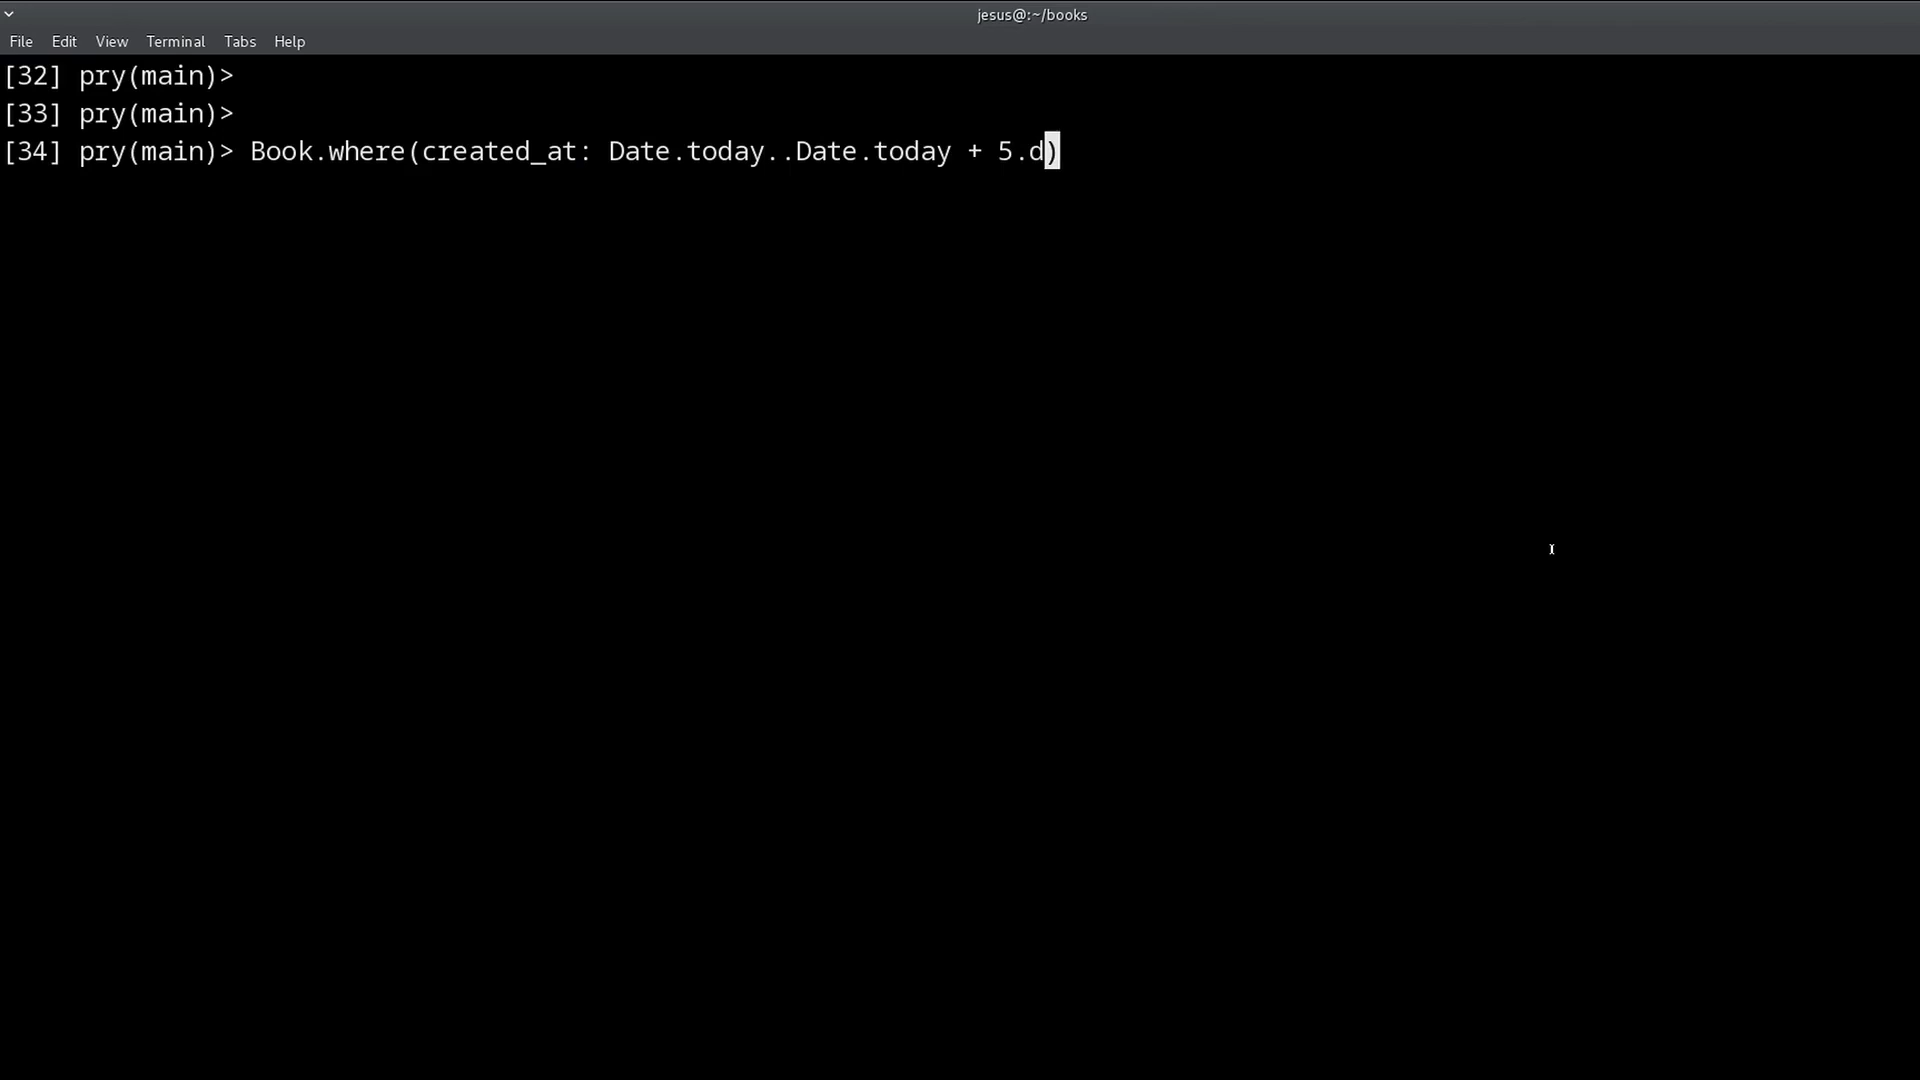 jesus@:~/books
File Edit View Terminal Tabs Help
[32] pry(main)>
[33] pry(main)>
[34] pry(main)> Book.where(created_at: Date.today..Date.today + 5.d)